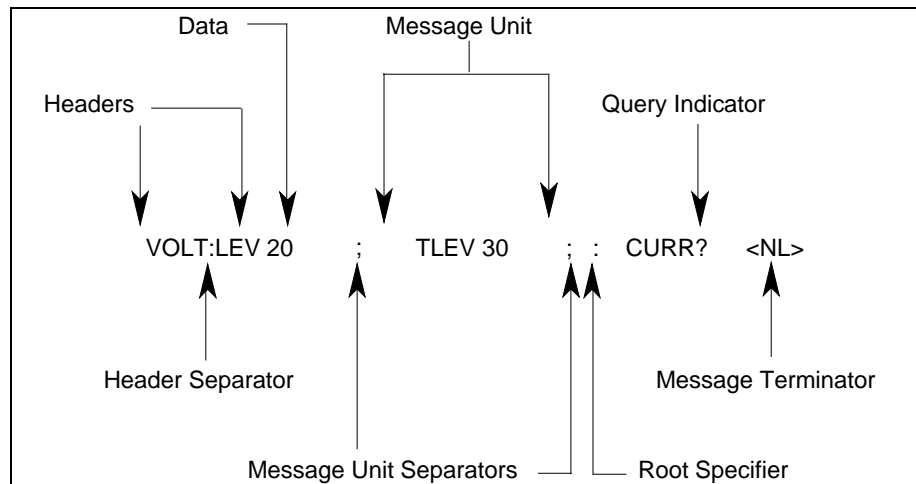 Data Message Unit
Headers Query Indicator
VOLT:LEV 20 ; TLEV 30 ; : CURR? <NL>
Header Separator Message Terminator
Message Unit Separators Root Specifier